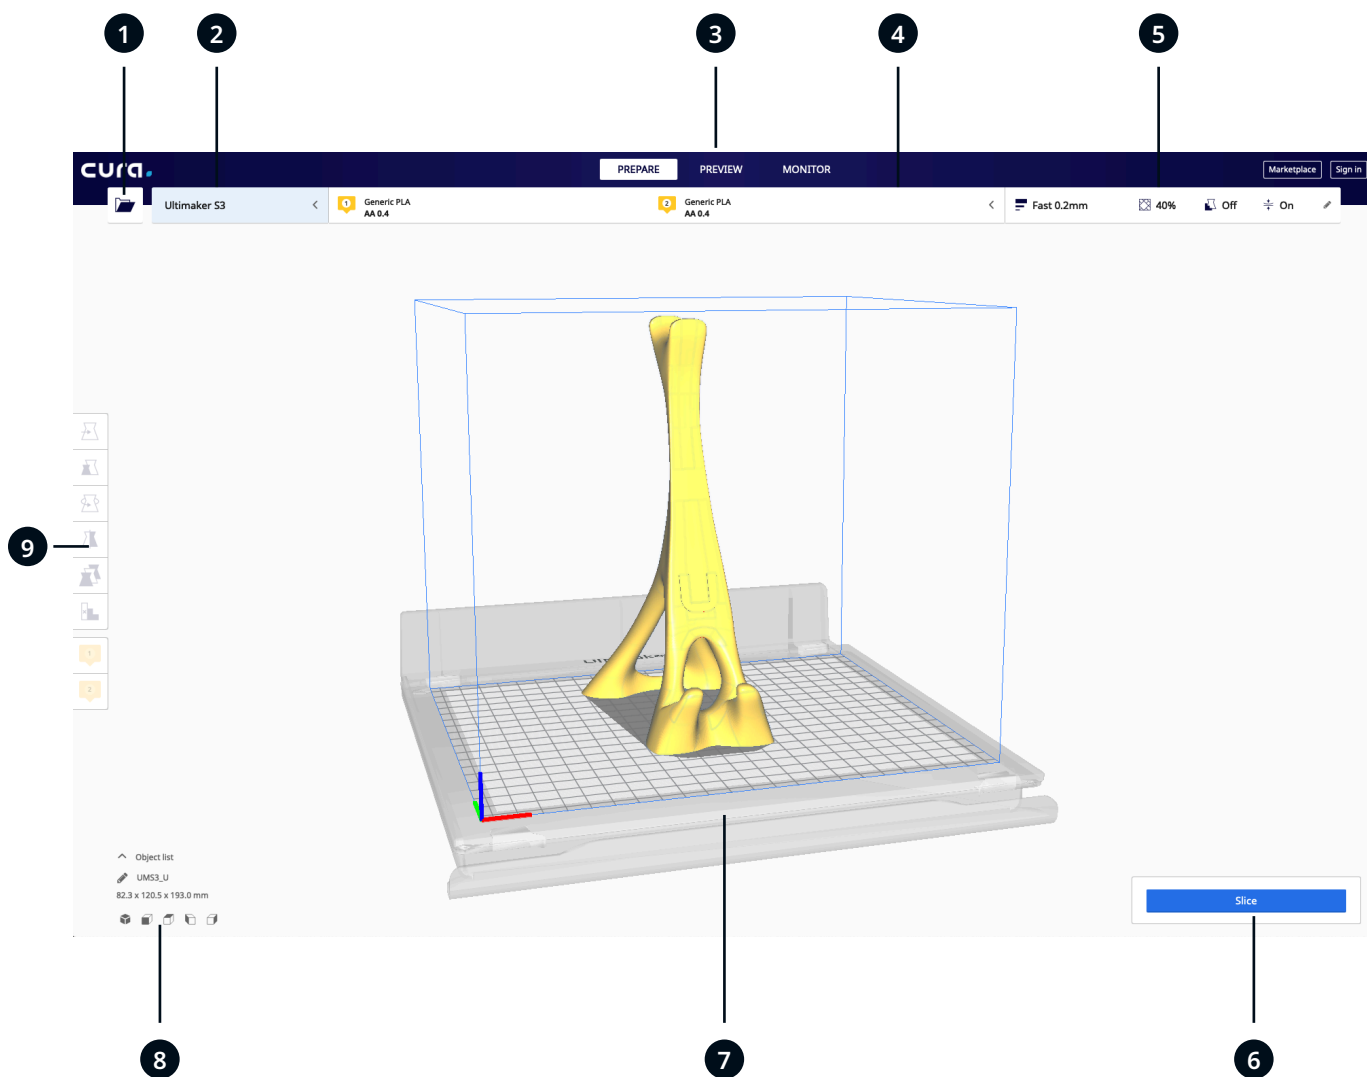 1 2 3 4 5
cura.
PREPARE PREVIEW MONITOR
Marketplace Sign in
Ultimaker S3
1 Generic PLA
AA 0.4
2 Generic PLA
AA 0.4
Fast 0.2mm 40% Off On
9
1
2
Object list
UMS3_U
82.3 x 120.5 x 193.0 mm
Slice
8 7 6